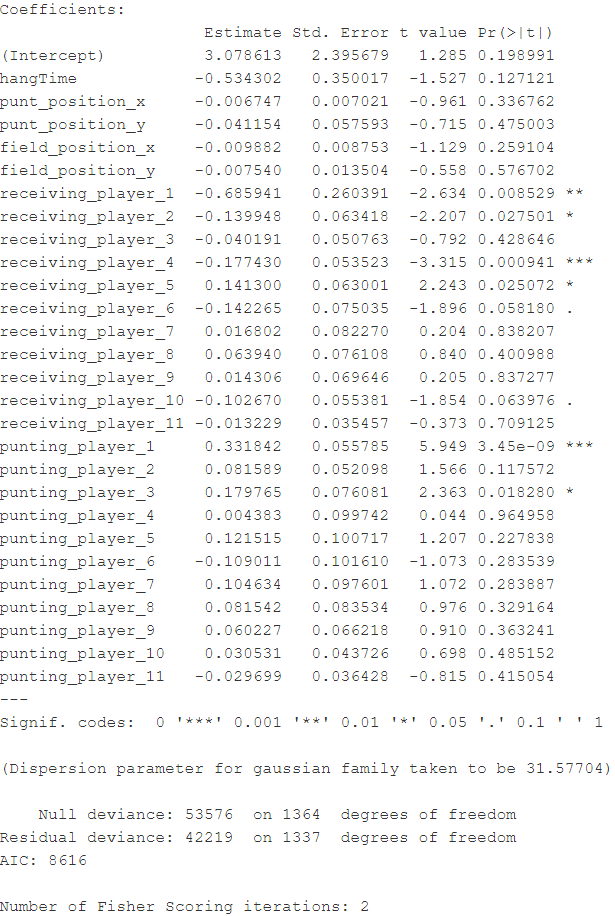 Coefficients:
                    Estimate Std. Error t value Pr(>|t|)
(Intercept)         3.078613   2.395679   1.285 0.198991
hangTime           -0.534302   0.350017  -1.527 0.127121
punt_position_x    -0.006747   0.007021  -0.961 0.336762
punt_position_y    -0.041154   0.057593  -0.715 0.475003
field_position_x   -0.009882   0.008753  -1.129 0.259104
field_position_y   -0.007540   0.013504  -0.558 0.576702
receiving_player_1 -0.685941   0.260391  -2.634 0.008529 **
receiving_player_2 -0.139948   0.063418  -2.207 0.027501 *
receiving_player_3 -0.040191   0.050763  -0.792 0.428646
receiving_player_4 -0.177430   0.053523  -3.315 0.000941 ***
receiving_player_5  0.141300   0.063001   2.243 0.025072 *
receiving_player_6 -0.142265   0.075035  -1.896 0.058180 .
receiving_player_7  0.016802   0.082270   0.204 0.838207
receiving_player_8  0.063940   0.076108   0.840 0.400988
receiving_player_9  0.014306   0.069646   0.205 0.837277
receiving_player_10 -0.102670   0.055381  -1.854 0.063976 .
receiving_player_11 -0.013229   0.035457  -0.373 0.709125
punting_player_1    0.331842   0.055785   5.949 3.45e-09 ***
punting_player_2    0.081589   0.052098   1.566 0.117572
punting_player_3    0.179765   0.076081   2.363 0.018280 *
punting_player_4    0.004383   0.099742   0.044 0.964958
punting_player_5    0.121515   0.100717   1.207 0.227838
punting_player_6   -0.109011   0.101610  -1.073 0.283539
punting_player_7    0.104634   0.097601   1.072 0.283887
punting_player_8    0.081542   0.083534   0.976 0.329164
punting_player_9    0.060227   0.066218   0.910 0.363241
punting_player_10   0.030531   0.043726   0.698 0.485152
punting_player_11  -0.029699   0.036428  -0.815 0.415054
---
Signif. codes:  0 '***' 0.001 '**' 0.01 '*' 0.05 '.' 0.1 ' ' 1
(Dispersion parameter for gaussian family taken to be 31.57704)
    Null deviance: 53576  on 1364  degrees of freedom
Residual deviance: 42219  on 1337  degrees of freedom
AIC: 8616
Number of Fisher Scoring iterations: 2